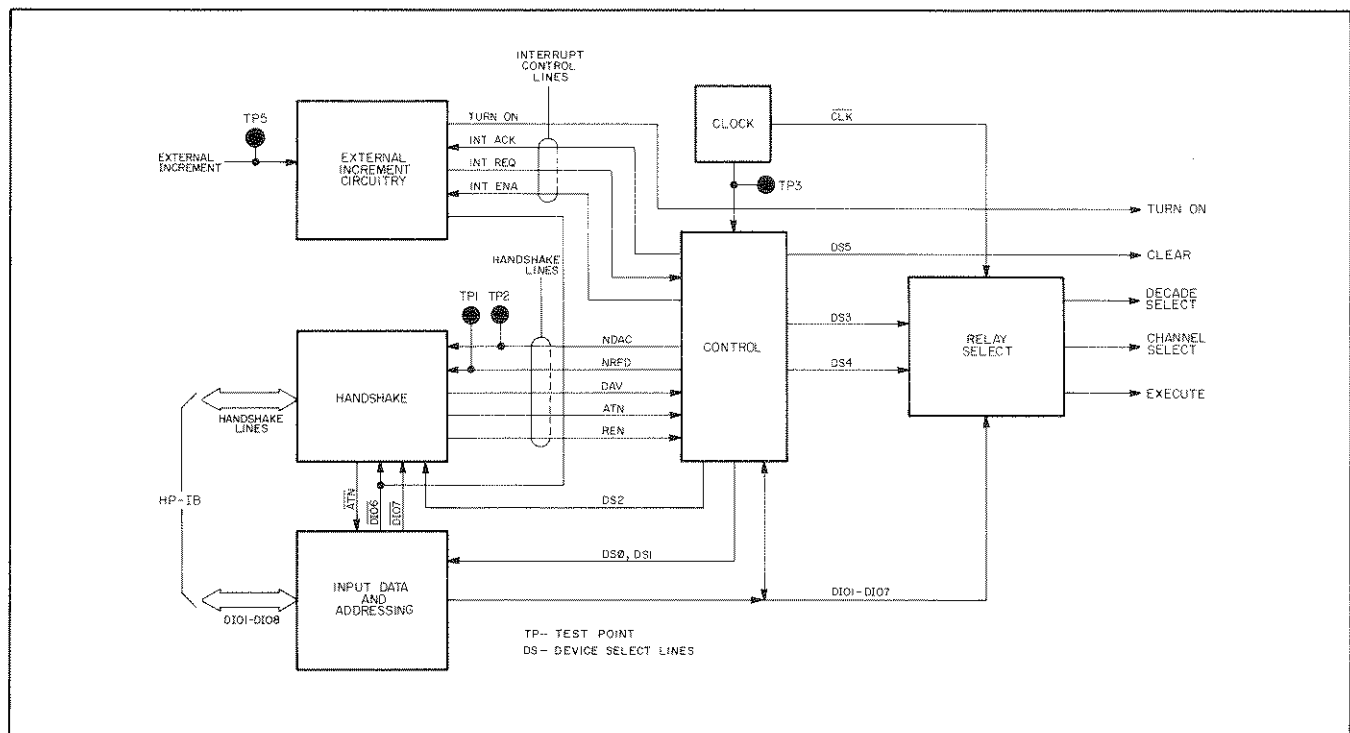 INTERRUPT
CONTROL
LINES
TP5
EXTERNAL
INCREMENT
EXTERNAL
INCREMENT
CIRCUITRY
TURN ON
INT ACK
INT REQ
INT ENA
CLOCK
CLK
TP3
TURN ON
HANDSHAKE
LINES
TP1
TP2
DS5
CLEAR
DS3
DS4
CONTROL
RELAY
SELECT
DECADE
SELECT
CHANNEL
SELECT
EXECUTE
HANDSHAKE
NDAC
NRFD
DAV
ATN
REN
HANDSHAKE
LINES
HP-IB
ATN
DIO6
DIO7
DS2
DS0, DS1
INPUT DATA
AND
ADDRESSING
DIO1-DIO8
DIO1-DIO7
TP-- TEST POINT
DS- DEVICE SELECT LINES